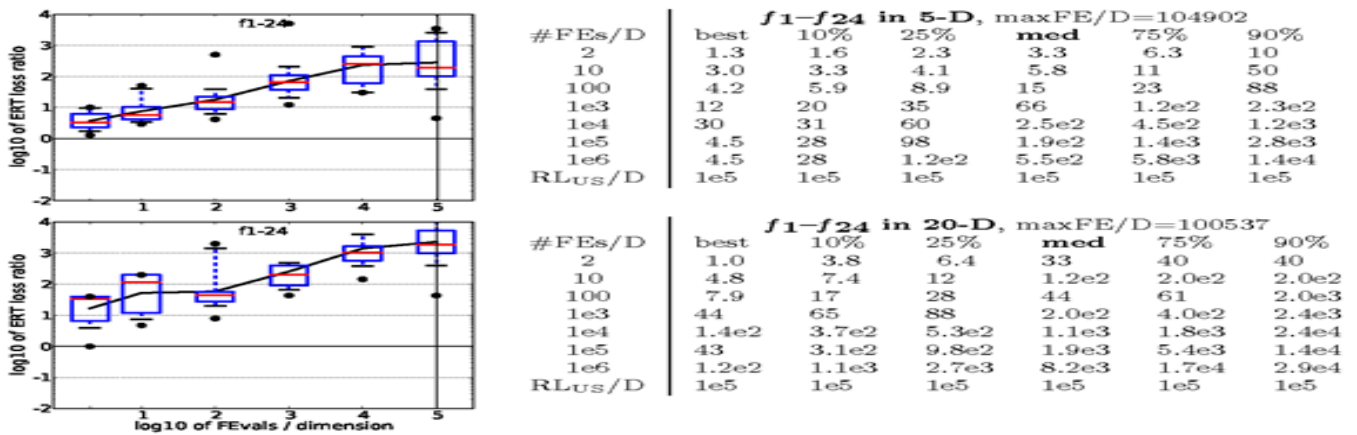 f1-24
log10 of ERT loss ratio
4
3
2
1
0
-1
-2
1 2 3 4 5
f1–f24 in 5-D, maxFE/D=104902
#FEs/D best 10% 25% med 75% 90%
2 1.3 1.6 2.3 3.3 6.3 10
10 3.0 3.3 4.1 5.8 11 50
100 4.2 5.9 8.9 15 23 88
1e3 12 20 35 66 1.2e2 2.3e2
1e4 30 31 60 2.5e2 4.5e2 1.2e3
1e5 4.5 28 98 1.9e2 1.4e3 2.8e3
1e6 4.5 28 1.2e2 5.5e2 5.8e3 1.4e4
RLUS/D 1e5 1e5 1e5 1e5 1e5 1e5
f1-24
log10 of ERT loss ratio
4
3
2
1
0
-1
-2
1 2 3 4 5
log10 of FEvals / dimension
f1–f24 in 20-D, maxFE/D=100537
#FEs/D best 10% 25% med 75% 90%
2 1.0 3.8 6.4 33 40 40
10 4.8 7.4 12 1.2e2 2.0e2 2.0e2
100 7.9 17 28 44 61 2.0e3
1e3 44 65 88 2.0e2 4.0e2 2.4e3
1e4 1.4e2 3.7e2 5.3e2 1.1e3 1.8e3 2.4e4
1e5 43 3.1e2 9.8e2 1.9e3 5.4e3 1.4e4
1e6 1.2e2 1.1e3 2.7e3 8.2e3 1.7e4 2.9e4
RLUS/D 1e5 1e5 1e5 1e5 1e5 1e5